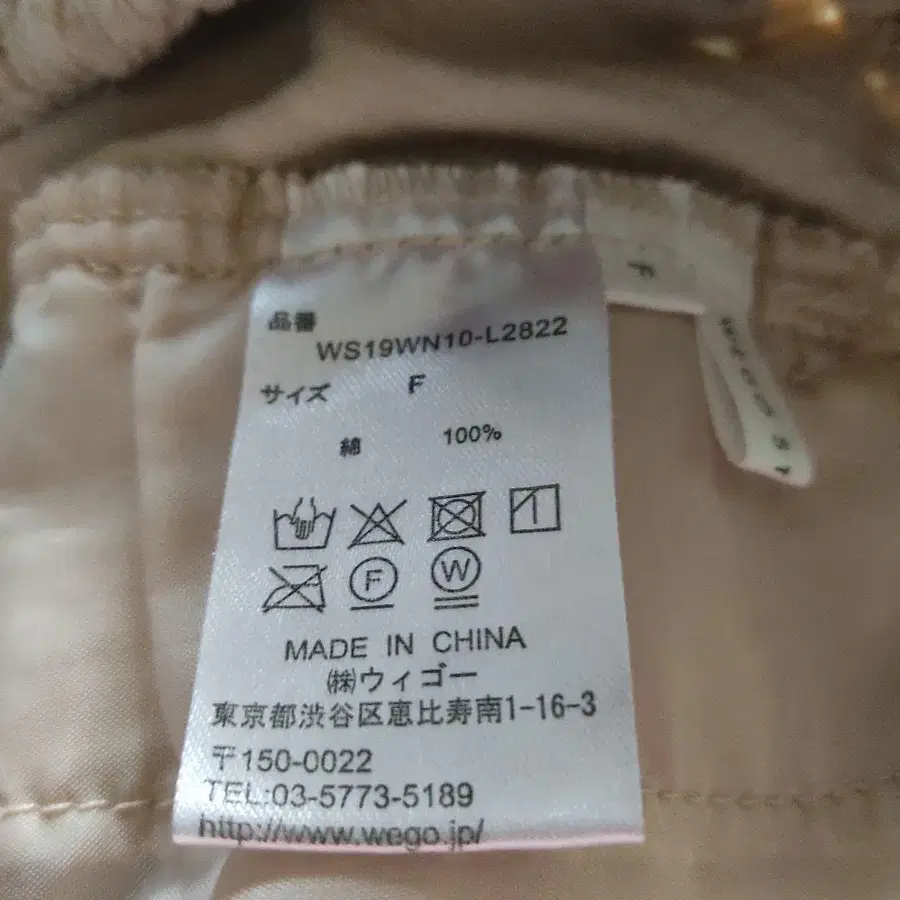 品番
WS19WN10-L2822
サイズ F
綿 100%
F W
MADE IN CHINA
㈱ウィゴー
東京都渋谷区恵比寿南1-16-3
〒150-0022
TEL:03-5773-5189
http://www.wego.jp/
F